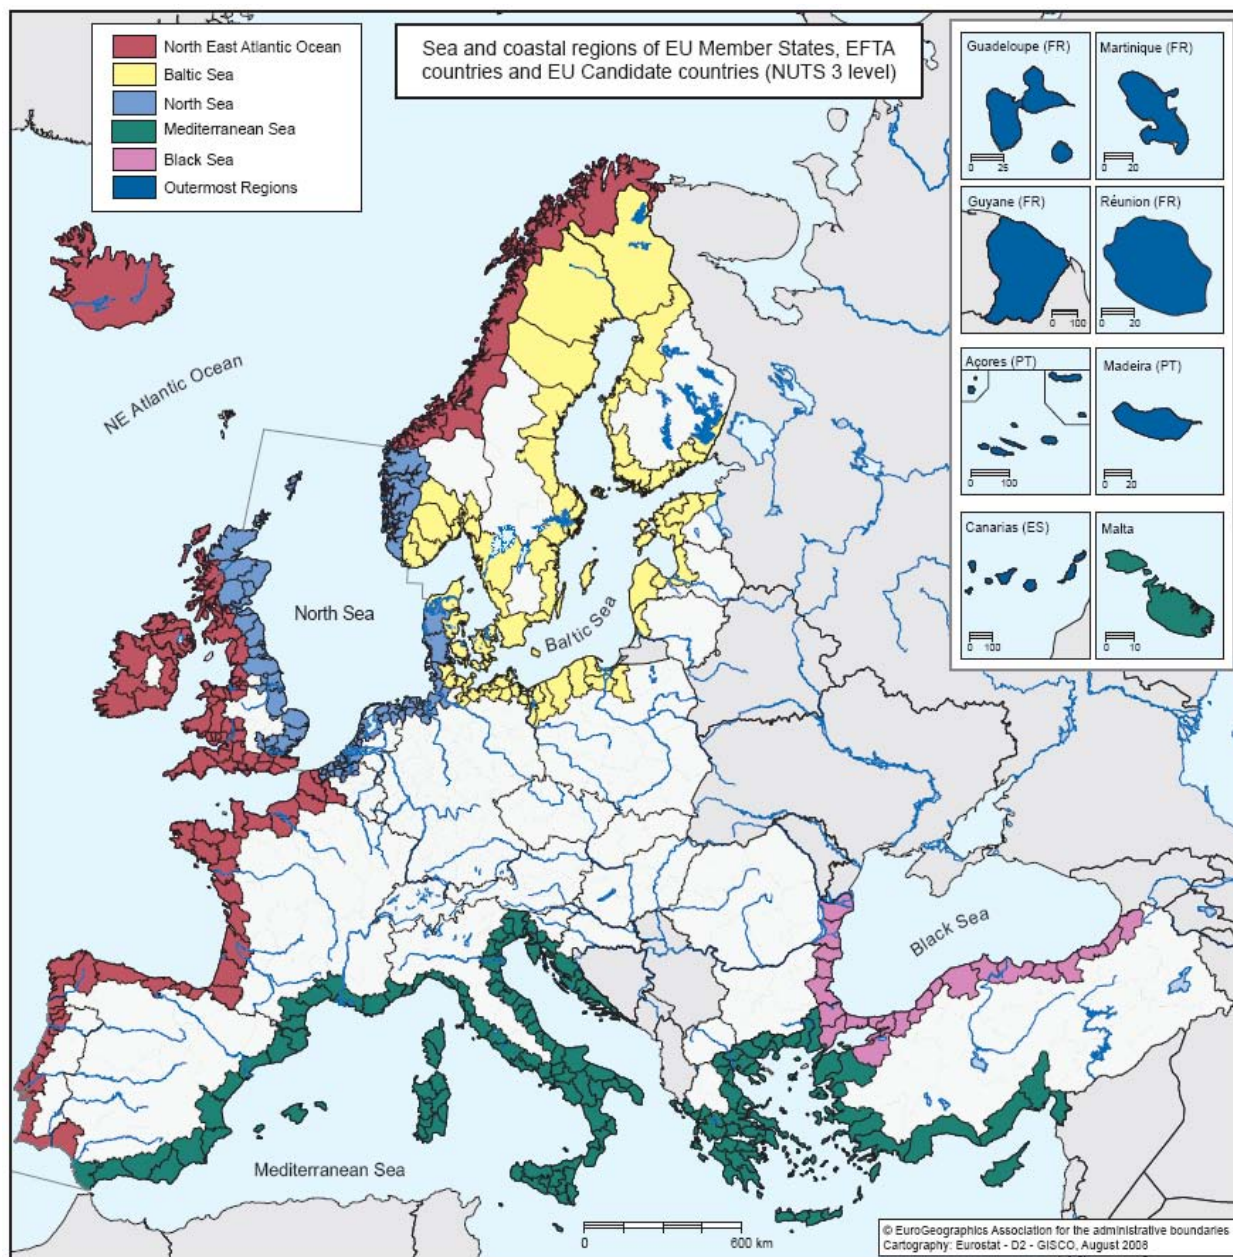 North East Atlantic Ocean
Baltic Sea
North Sea
Mediterranean Sea
Black Sea
Outermost Regions
Sea and coastal regions of EU Member States, EFTA
countries and EU Candidate countries (NUTS 3 level)
Guadeloupe (FR)
0 25
Martinique (FR)
0 20
Guyane (FR)
0 100
Réunion (FR)
0 20
Açores (PT)
0 100
Madeira (PT)
0 20
Canarias (ES)
0 100
Malta
0 10
NE Atlantic Ocean
North Sea
Baltic Sea
Black Sea
Mediterranean Sea
0 600 km
© EuroGeographics Association for the administrative boundaries
Cartography: Eurostat - D2 - GISCO, August 2008